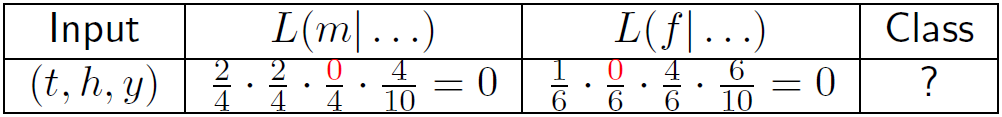 Input L(m| . . .) L(f| . . .) Class
(t, h, y) 2/4 · 2/4 · 0/4 · 4/10 = 0 1/6 · 0/6 · 4/6 · 6/10 = 0 ?